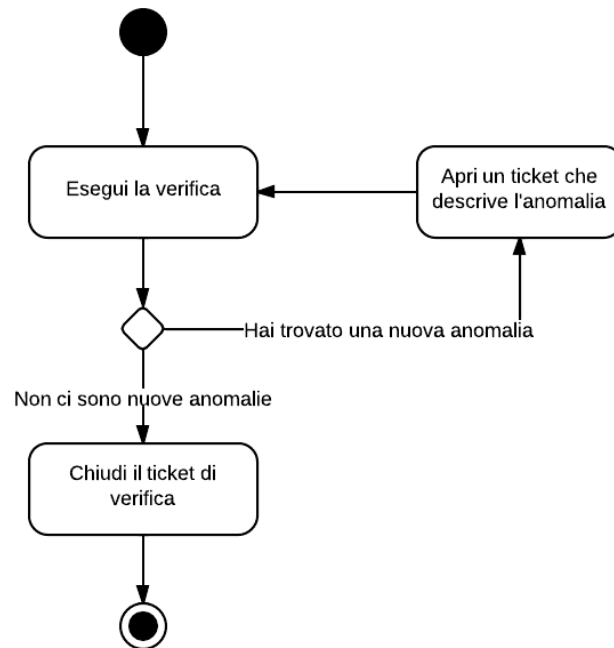 Esegui la verifica
Apri un ticket che
descrive l'anomalia
Hai trovato una nuova anomalia
Non ci sono nuove anomalie
Chiudi il ticket di
verifica